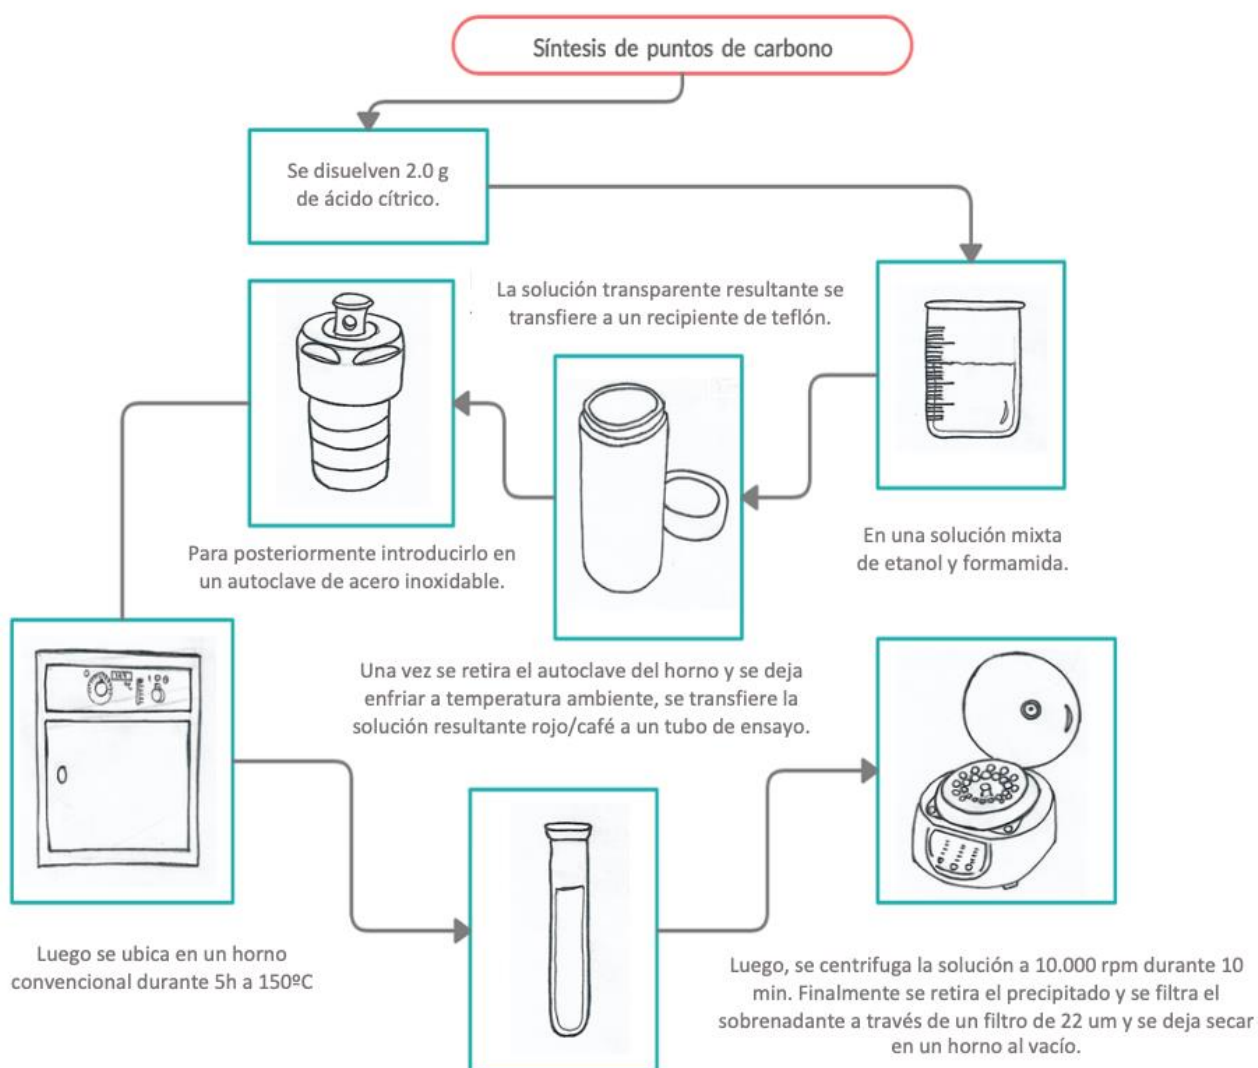 Síntesis de puntos de carbono
Se disuelven 2.0 g
de ácido cítrico.
En una solución mixta
de etanol y formamida.
La solución transparente resultante se
transfiere a un recipiente de teflón.
Para posteriormente introducirlo en
un autoclave de acero inoxidable.
Luego se ubica en un horno
convencional durante 5h a 150ºC
Una vez se retira el autoclave del horno y se deja
enfriar a temperatura ambiente, se transfiere la
solución resultante rojo/café a un tubo de ensayo.
Luego, se centrifuga la solución a 10.000 rpm durante 10
min. Finalmente se retira el precipitado y se filtra el
sobrenadante a través de un filtro de 22 um y se deja secar
en un horno al vacío.